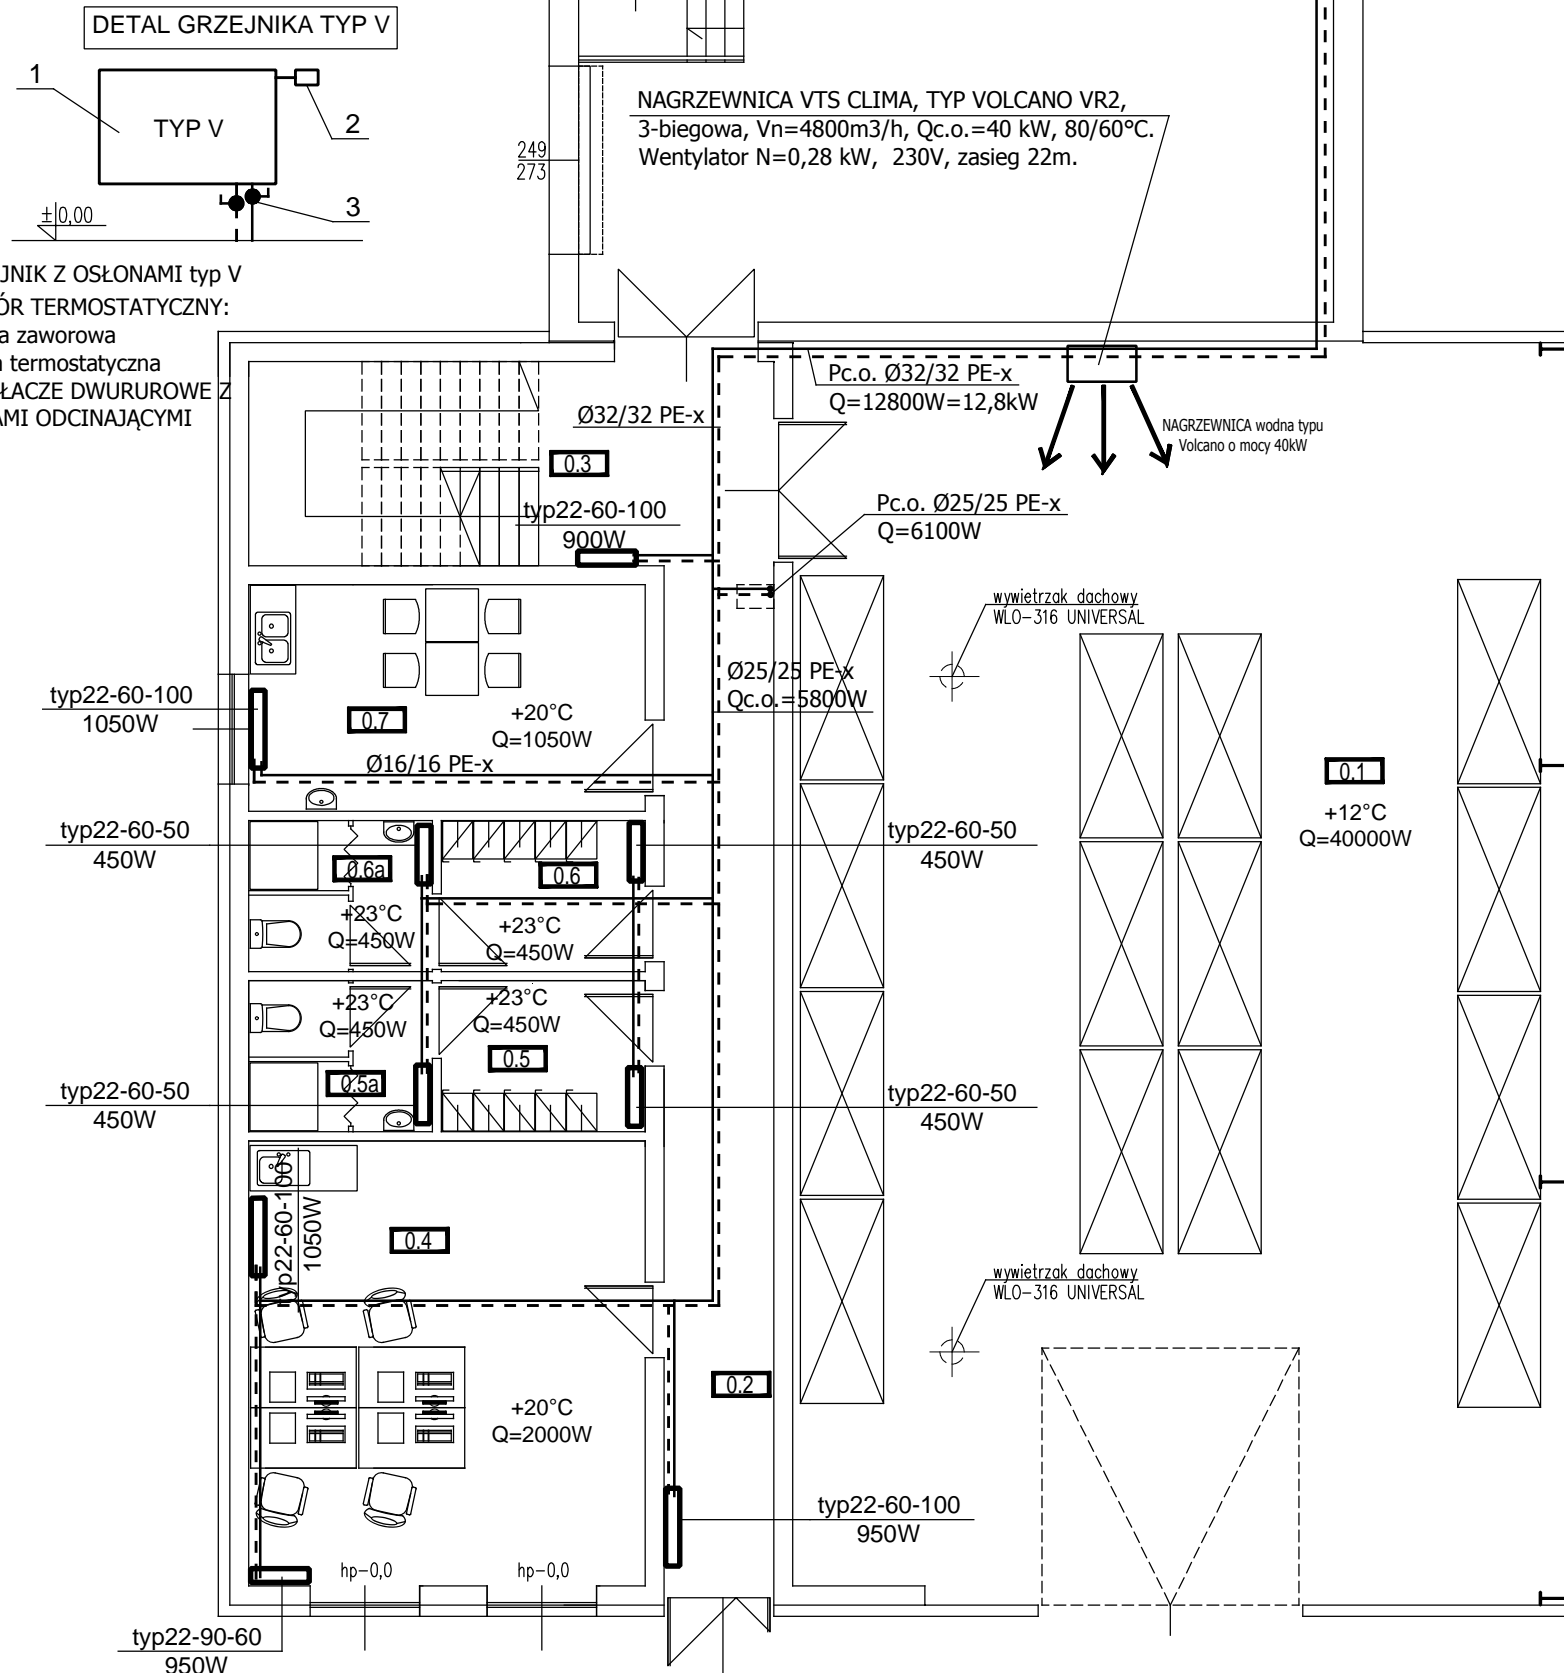 DETAL GRZEJNIKA TYP V
1
TYP V
2
3
±0,00
JNIK Z OSŁONAMI typ V
ÓR TERMOSTATYCZNY:
a zaworowa
termostatyczna
ŁACZE DWURUROWE Z
AMI ODCINAJĄCYMI
249
273
NAGRZEWNICA VTS CLIMA, TYP VOLCANO VR2,
3-biegowa, Vn=4800m3/h, Qc.o.=40 kW, 80/60°C.
Wentylator N=0,28 kW, 230V, zasieg 22m.
Pc.o. Ø32/32 PE-x
Q=12800W=12,8kW
Ø32/32 PE-x
NAGRZEWNICA wodna typu
Volcano o mocy 40kW
0.3
typ22-60-100
900W
Pc.o. Ø25/25 PE-x
Q=6100W
wywietrzak dachowy
WLO-316 UNIVERSAL
Ø25/25 PE-x
Qc.o.=5800W
typ22-60-100
1050W
0.7
+20°C
Q=1050W
Ø16/16 PE-x
0.1
+12°C
Q=40000W
typ22-60-50
450W
0.6a
0.6
typ22-60-50
450W
+23°C
Q=450W
+23°C
Q=450W
+23°C
Q=450W
+23°C
Q=450W
0.5
0.5a
typ22-60-50
450W
typ22-60-50
450W
yp22-60-100
1050W
0.4
wywietrzak dachowy
WLO-316 UNIVERSAL
0.2
+20°C
Q=2000W
typ22-60-100
950W
hp-0,0
hp-0,0
typ22-90-60
950W